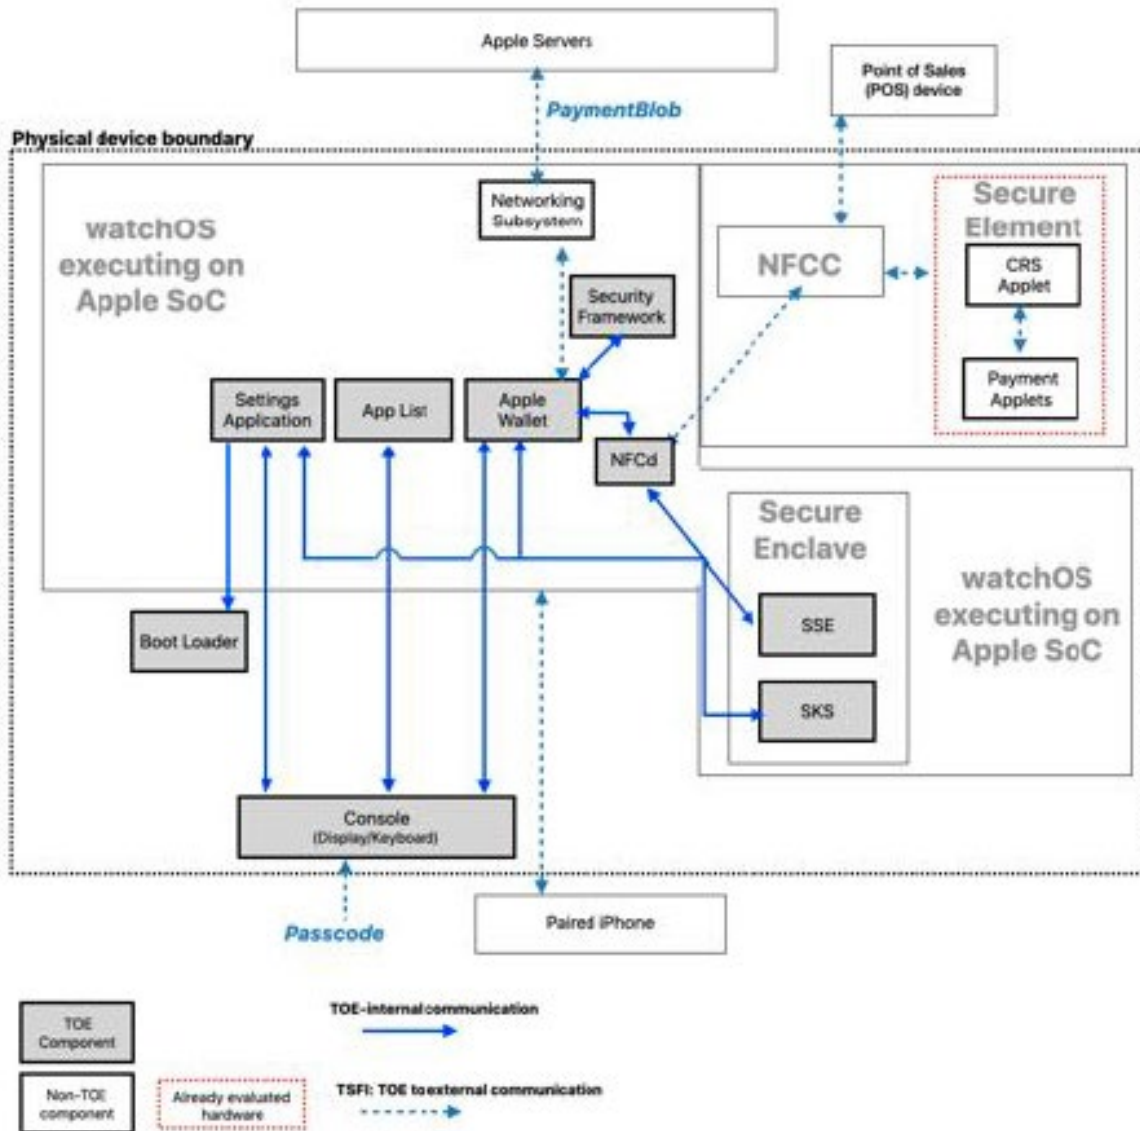 Apple Servers
Point of Sales
(POS) device
PaymentBlob
Physical device boundary
Networking
Subsystem
watchOS
executing on
Apple SoC
Secure
Element
NFCC
CRS
Applet
Security
Framework
Payment
Applets
Settings
Application
App List
Apple
Wallet
NFCd
Secure
Enclave
watchOS
executing on
Apple SoC
SSE
Boot Loader
SKS
Console
(Display/Keyboard)
Passcode
Paired iPhone
TOE
Component
TOE-internal communication
Non-TOE
component
Already evaluated
hardware
TSFI: TOE to external communication